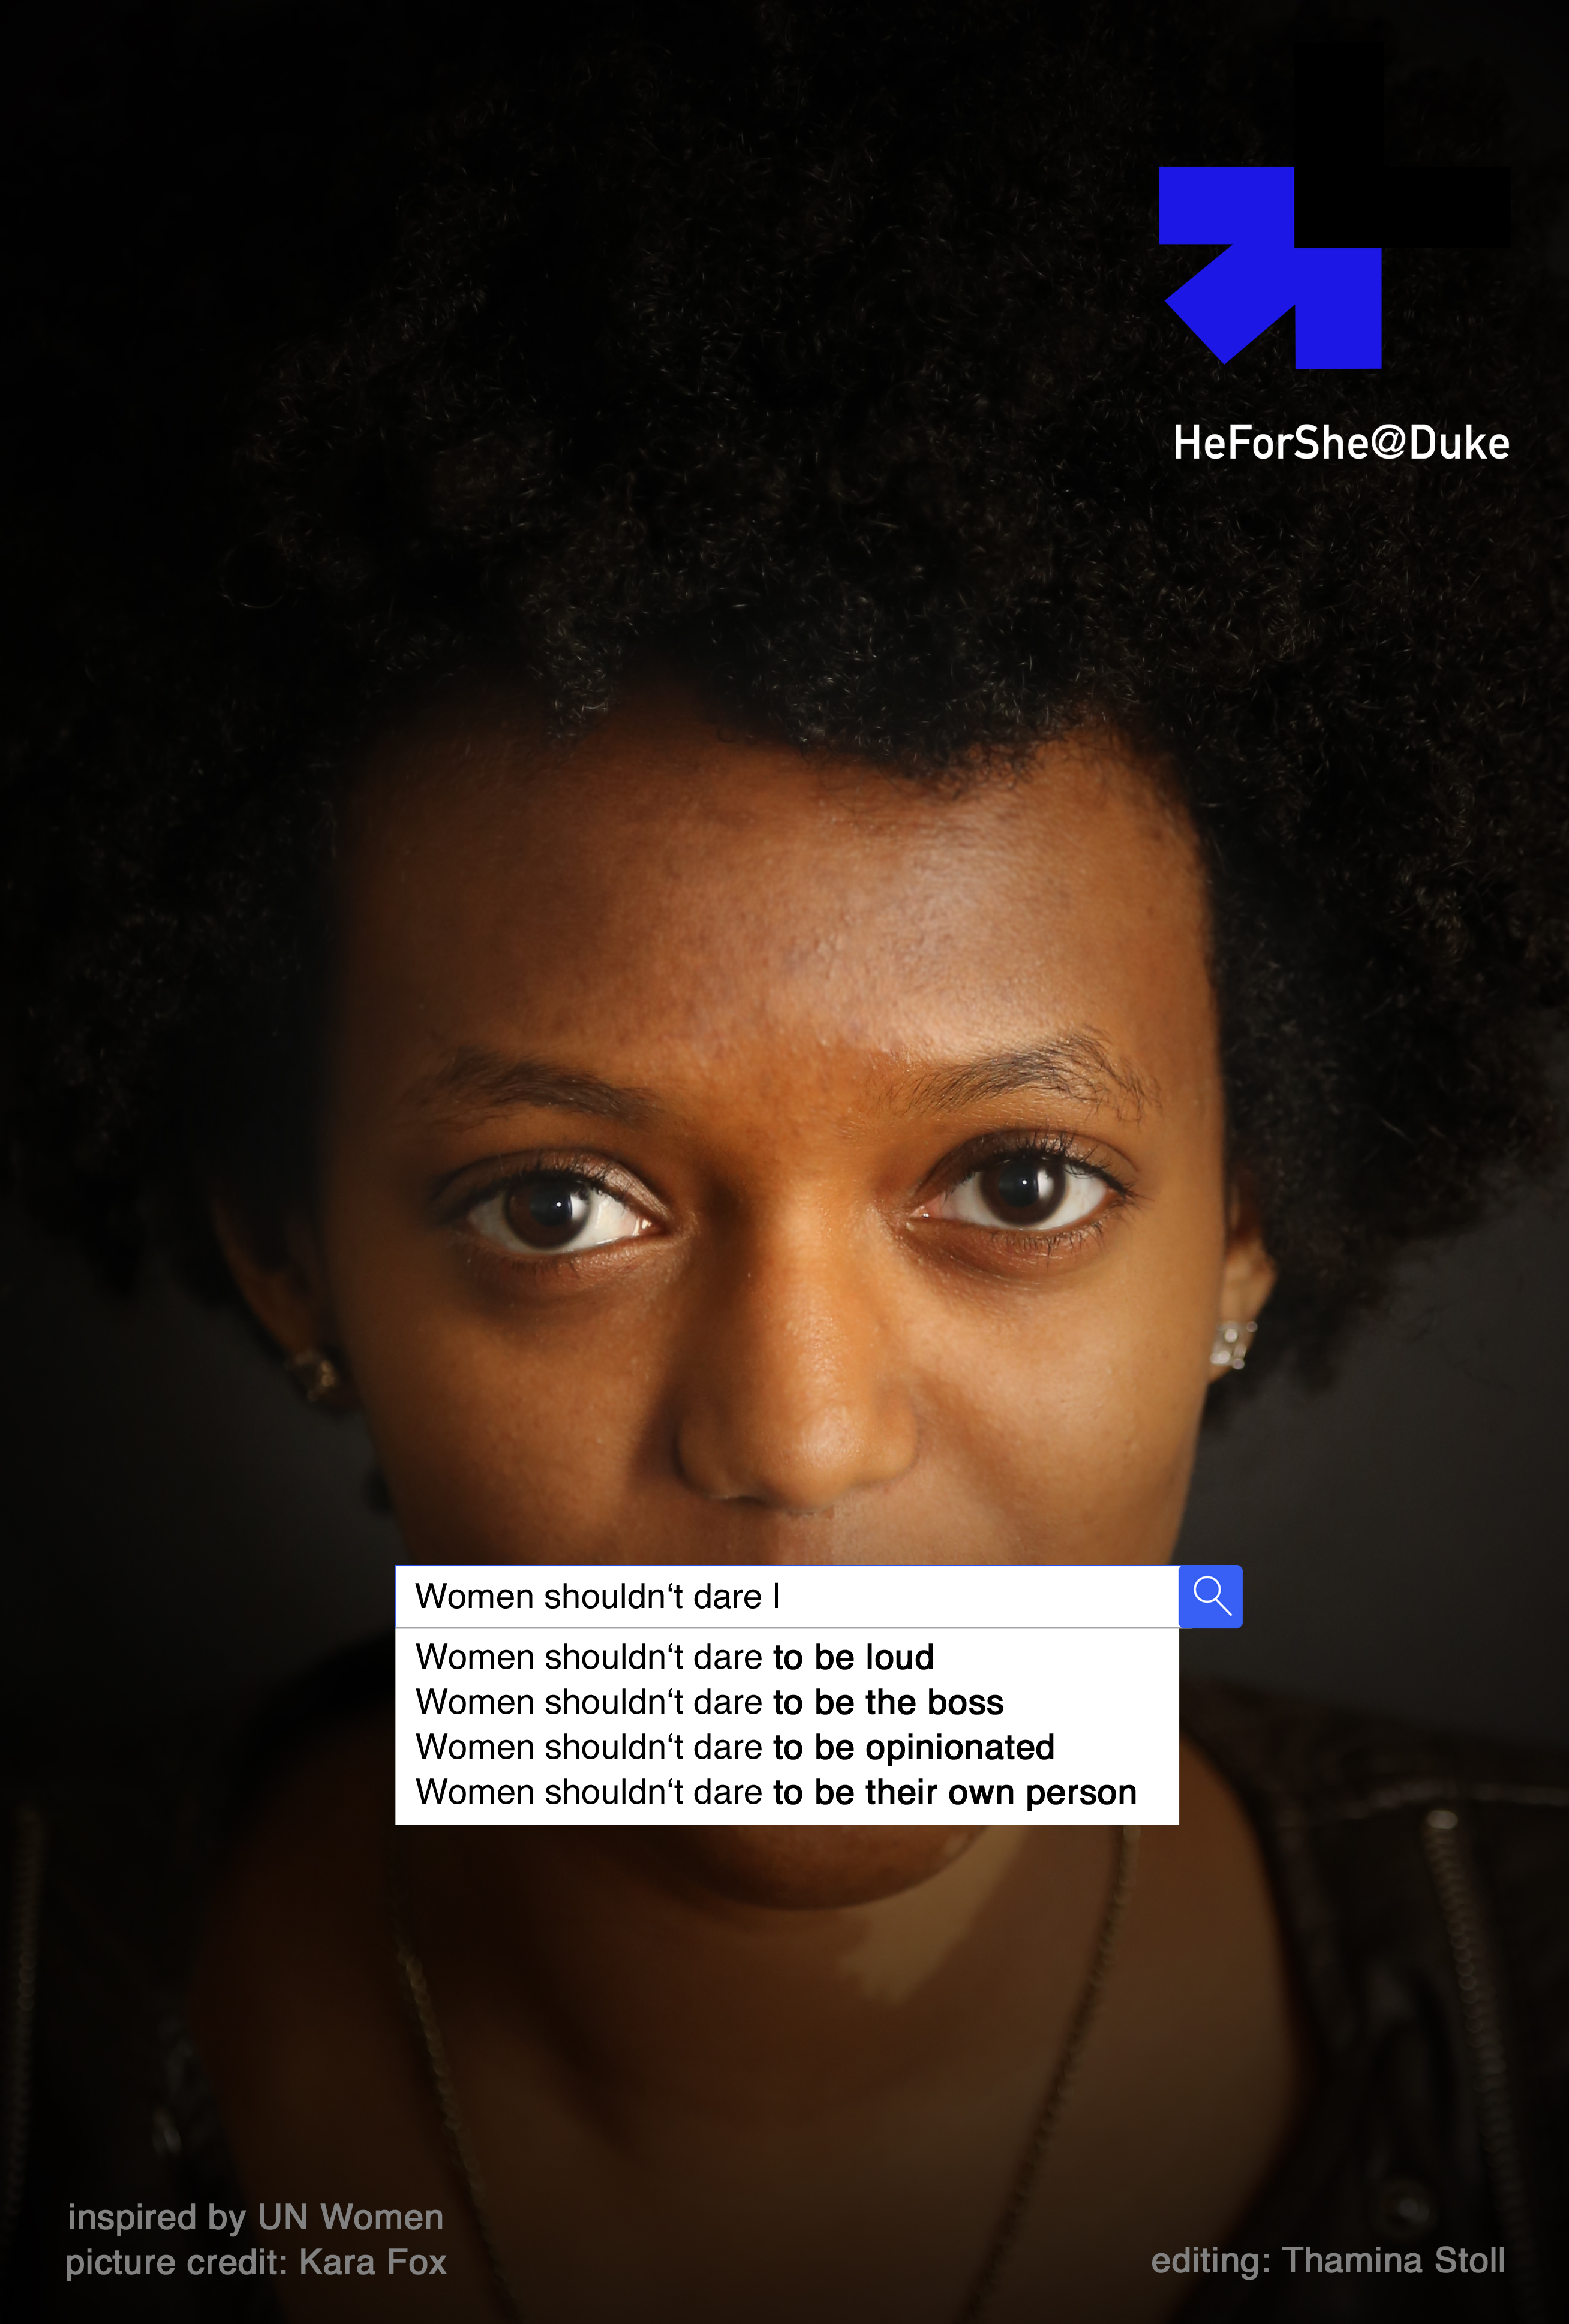 HeForShe@Duke
Women shouldn‘t dare |
Women shouldn‘t dare to be loud
Women shouldn‘t dare to be the boss
Women shouldn‘t dare to be opinionated
Women shouldn‘t dare to be their own person
inspired by UN Women
picture credit: Kara Fox
editing: Thamina Stoll